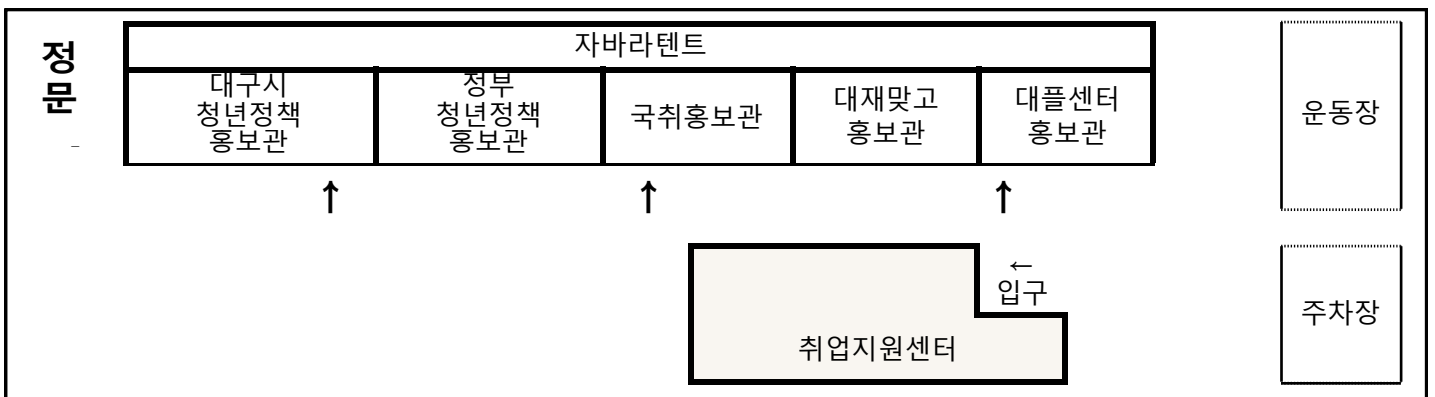 정
문
자바라텐트
대구시
청년정책
홍보관
정부
청년정책
홍보관
국취홍보관
대재맞고
홍보관
대플센터
홍보관
운동장
↑ ↑ ↑
←
입구
취업지원센터
주차장